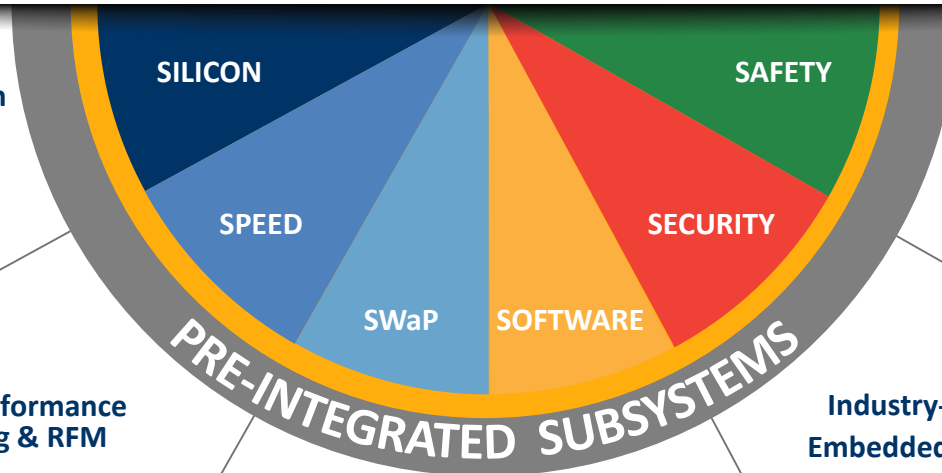 SILICON
SAFETY
SPEED
SECURITY
SWaP
SOFTWARE
PRE-INTEGRATED SUBSYSTEMS
formance
g & RFM
Industry-
Embedded